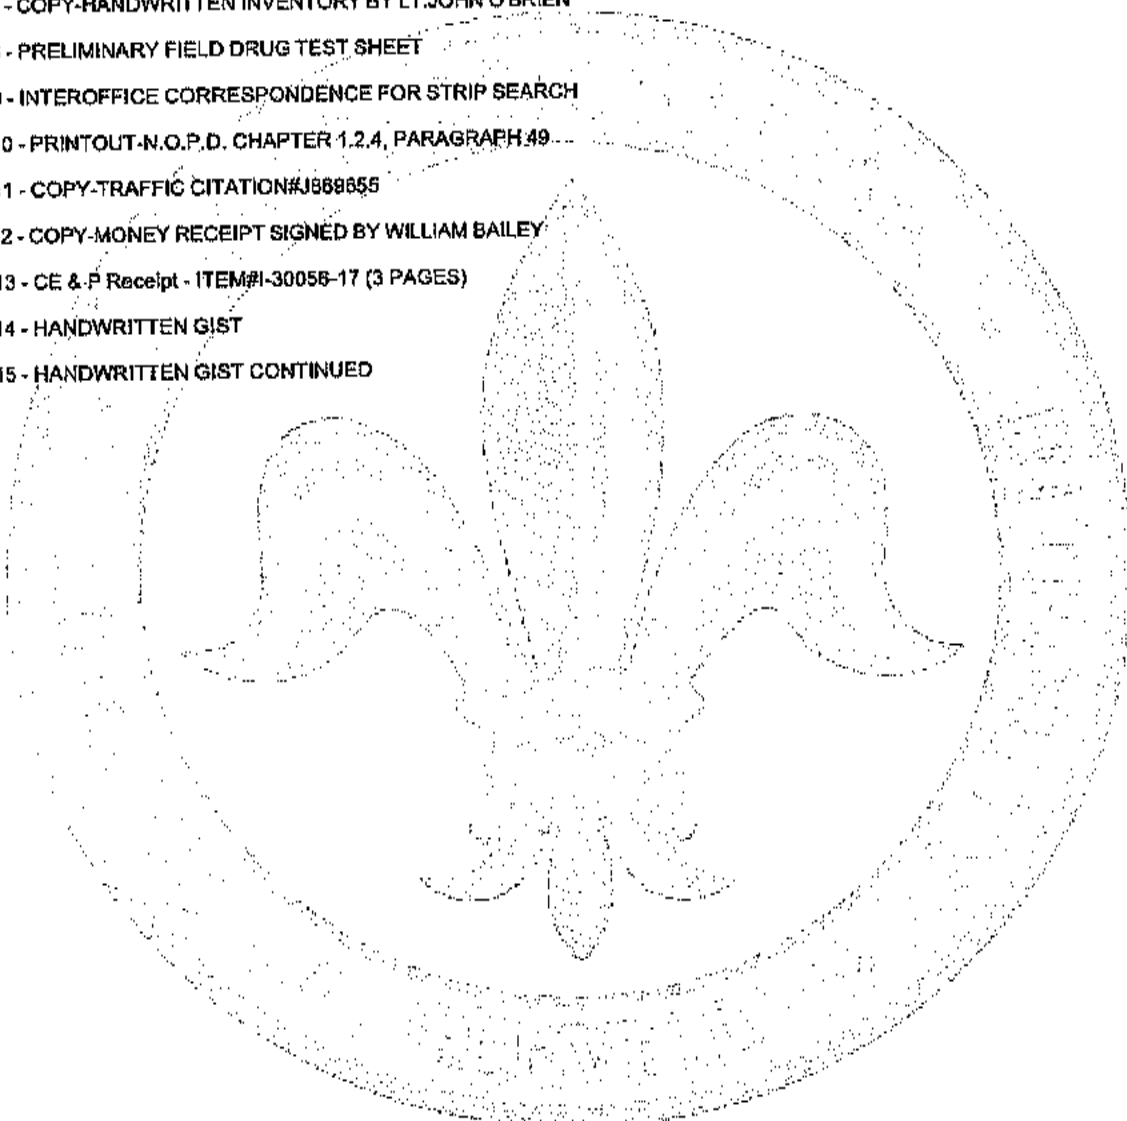 - COPY-HANDWRITTEN INVENTORY BY LT.JOHN O'BRIEN
- PRELIMINARY FIELD DRUG TEST SHEET
- INTEROFFICE CORRESPONDENCE FOR STRIP SEARCH
0 - PRINTOUT-N.O.P.D. CHAPTER 1.2.4, PARAGRAPH 49
1 - COPY-TRAFFIC CITATION#J869655
2 - COPY-MONEY RECEIPT SIGNED BY WILLIAM BAILEY
13 - CE & P Receipt - ITEM#I-30056-17 (3 PAGES)
14 - HANDWRITTEN GIST
15 - HANDWRITTEN GIST CONTINUED